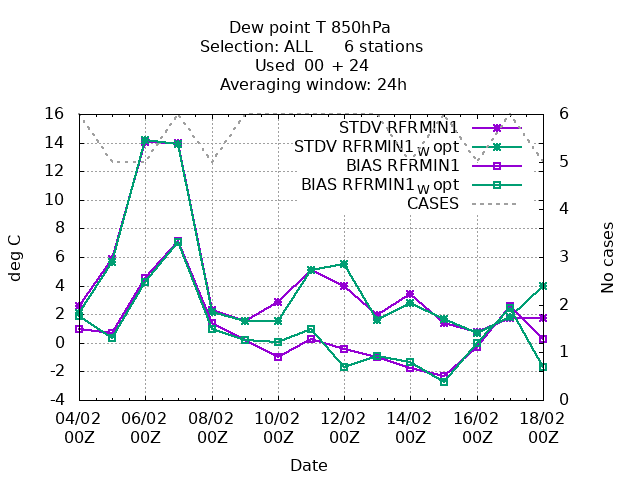 Dew point T 850hPa
Selection: ALL 6 stations
Used 00 + 24
Averaging window: 24h
16 6
STDV RFRMIN1
14
STDV RFRMIN1w opt
12 5
BIAS RFRMIN1
BIAS RFRMIN1w opt
10 4
CASES
8
6 3
4
2 2
0 1
-2
-4 0
deg C
No cases
04/02 06/02 08/02 10/02 12/02 14/02 16/02 18/02
00Z 00Z 00Z 00Z 00Z 00Z 00Z 00Z
Date